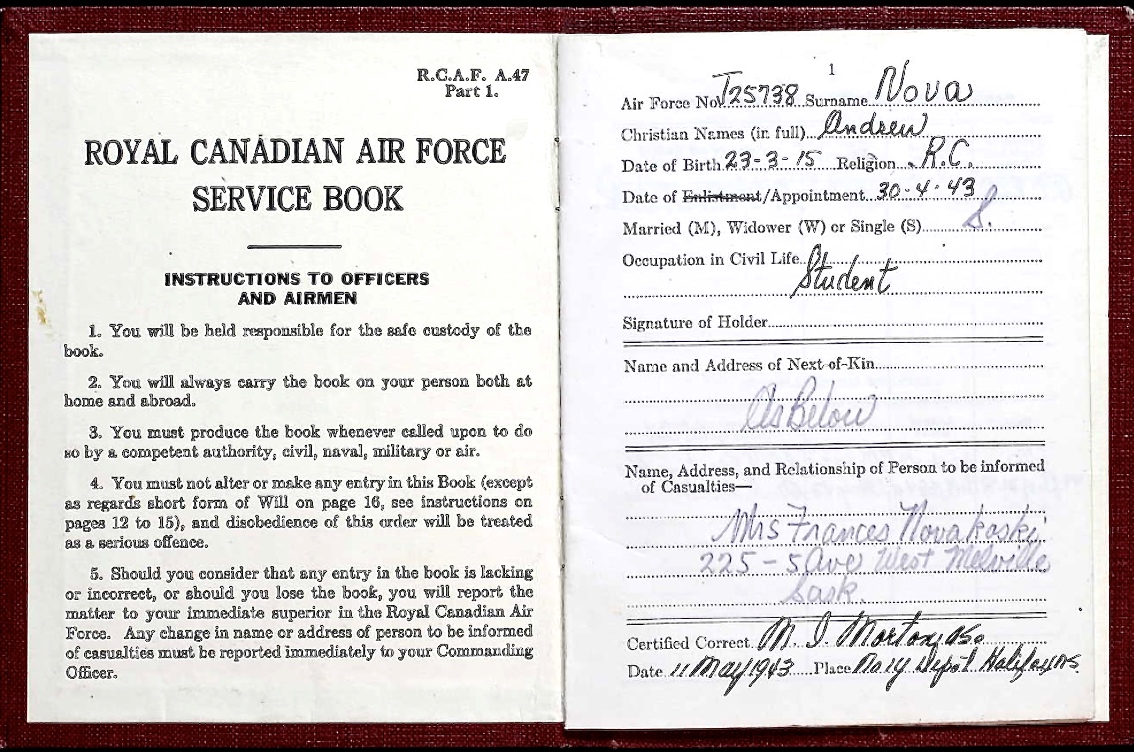 R.C.A.F. A.47
Part 1.
ROYAL CANADIAN AIR FORCE
SERVICE BOOK
INSTRUCTIONS TO OFFICERS
AND AIRMEN
1. You will be held responsible for the safe custody of the
book.
2. You will always carry the book on your person both at
home and abroad.
3. You must produce the book whenever called upon to do
so by a competent authority, civil, naval, military or air.
4. You must not alter or make any entry in this Book (except
as regards short form of Will on page 16, see instructions on
pages 12 to 15), and disobedience of this order will be treated
as a serious offence.
5. Should you consider that any entry in the book is lacking
or incorrect, or should you lose the book, you will report the
matter to your immediate superior in the Royal Canadian Air
Force. Any change in name or address of person to be informed
of casualties must be reported immediately to your Commanding
Officer.
1
Air Force No. J25738 Surname Nova
Christian Names (in full) Andrew
Date of Birth 23-3-15 Religion R.C.
Date of Enlistment/Appointment 30-4-43
Married (M), Widower (W) or Single (S) S.
Occupation in Civil Life
Student
Signature of Holder
Name and Address of Next-of-Kin
As Below
Name, Address, and Relationship of Person to be informed
of Casualties—
Mrs Frances Novakoski
225 - 5 Ave West Melville
Sask.
Certified Correct M. I. Morton
Date 11 May 1943 Place Depot Halifax NS